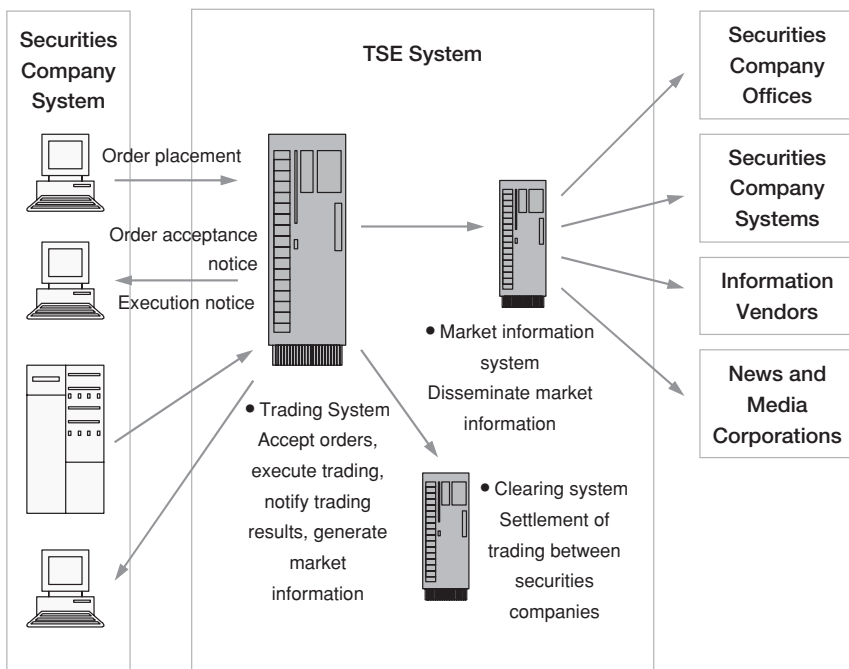 Securities
Company
System
Order placement
Order acceptance
notice
Execution notice
TSE System
● Trading System
Accept orders,
execute trading,
notify trading
results, generate
market
information
● Market information
system
Disseminate market
information
● Clearing system
Settlement of
trading between
securities
companies
Securities
Company
Offices
Securities
Company
Systems
Information
Vendors
News and
Media
Corporations